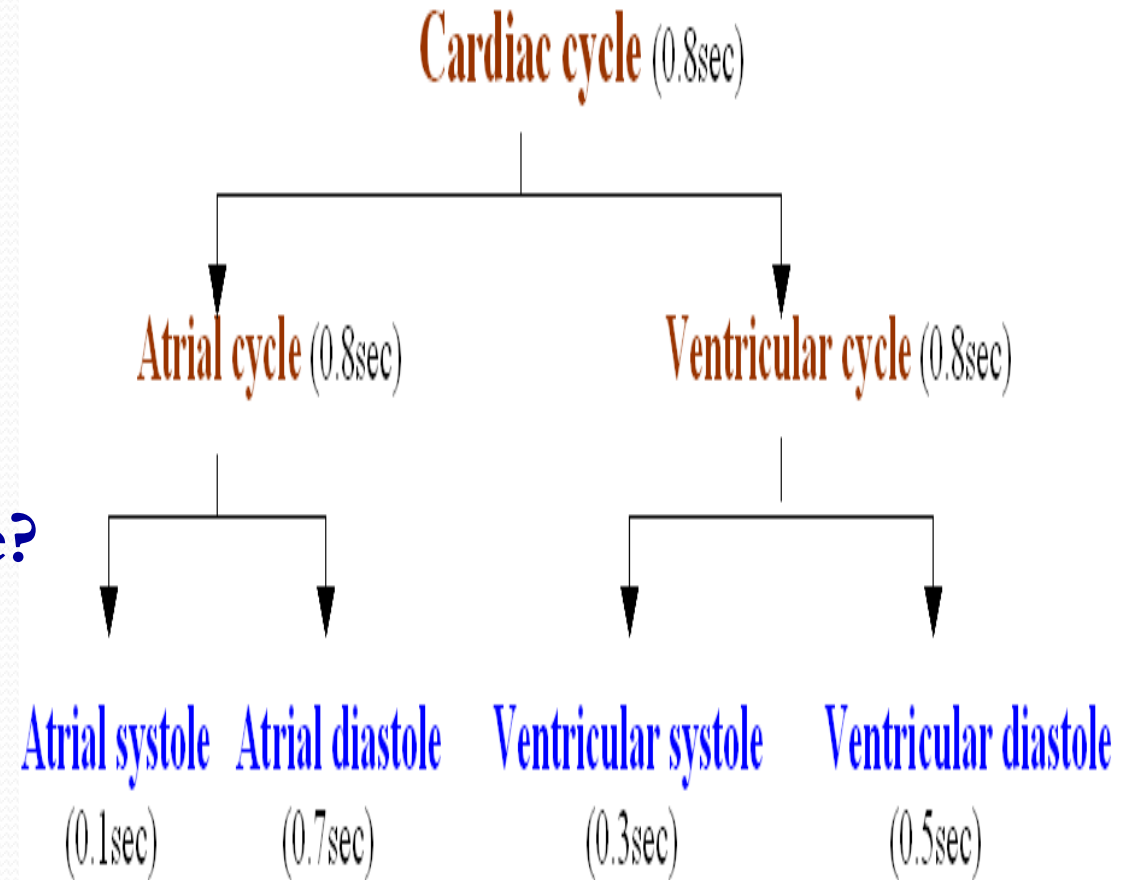 Cardiac cycle (0.8sec)
Atrial cycle (0.8sec) Ventricular cycle (0.8sec)
e?
Atrial systole Atrial diastole Ventricular systole Ventricular diastole
(0.1sec) (0.7sec) (0.3sec) (0.5sec)